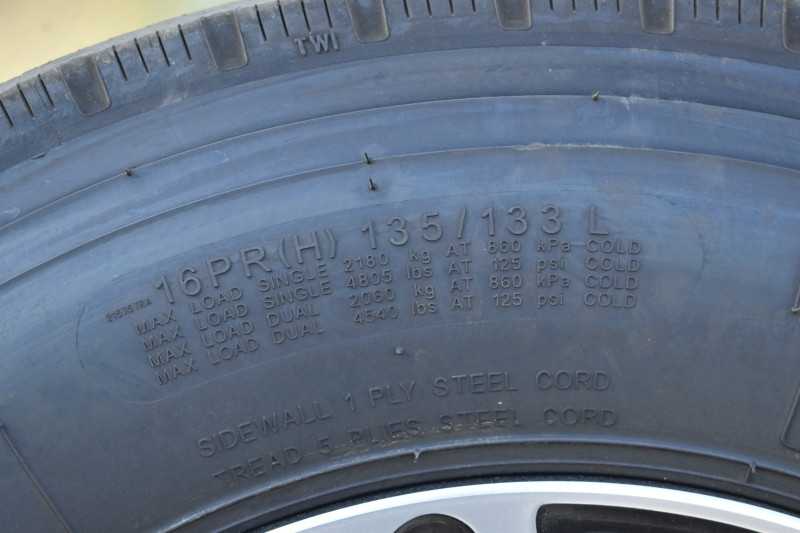 TWI
16PR(H) 135/133 L
MAX LOAD SINGLE 2180 kg AT 860 kPa COLD
MAX LOAD SINGLE 4805 lbs AT 125 psi COLD
MAX LOAD DUAL 2060 kg AT 860 kPa COLD
MAX LOAD DUAL 4540 lbs AT 125 psi COLD
SIDEWALL 1 PLY STEEL CORD
TREAD 5 PLIES STEEL CORD